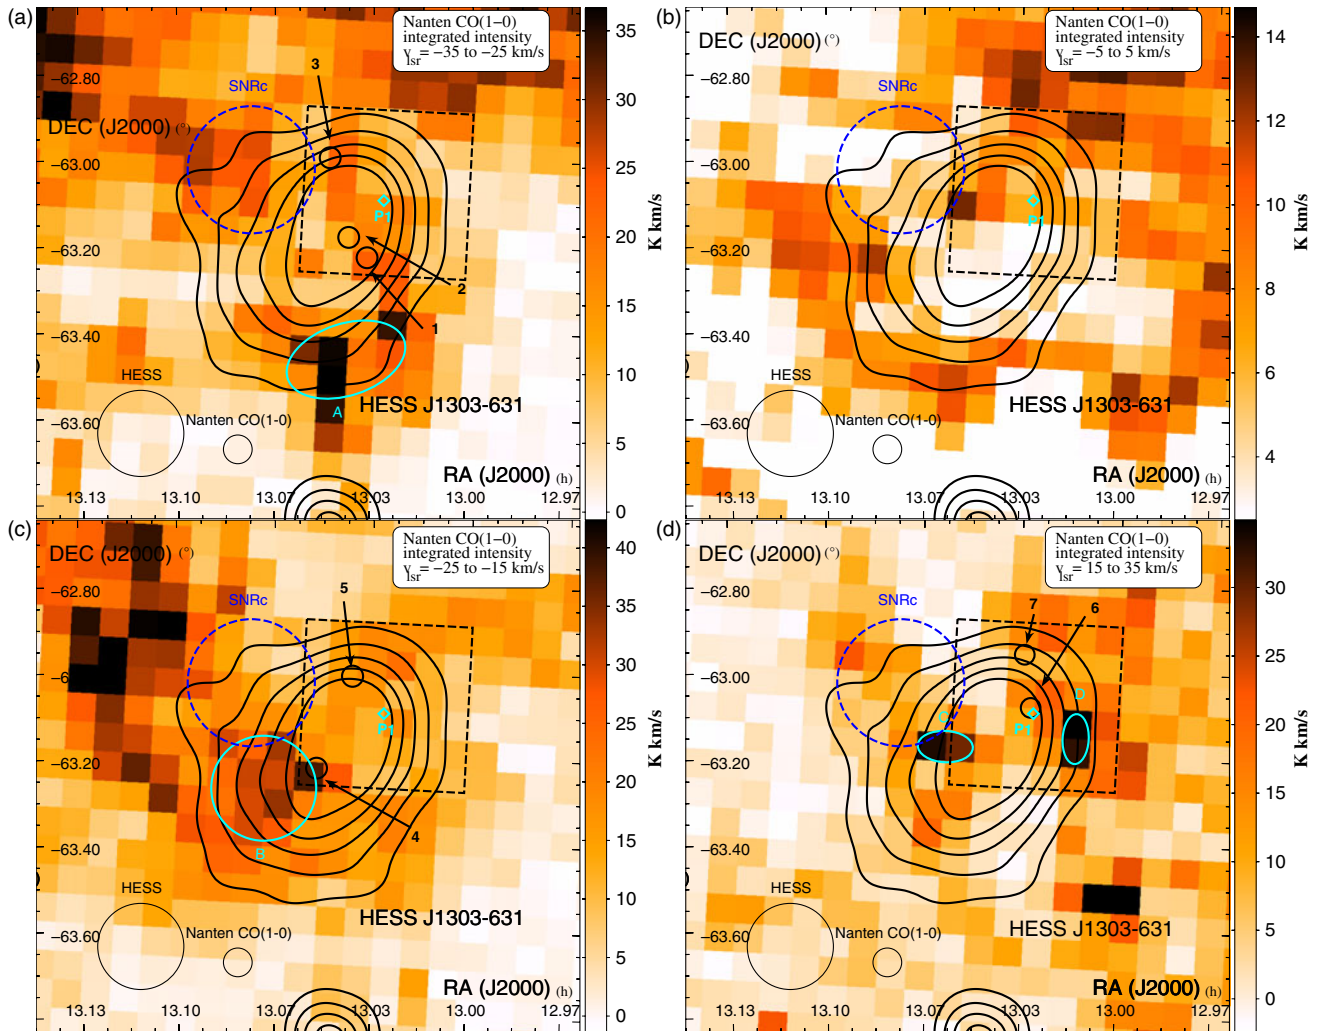 (a)
Nanten CO(1−0)
integrated intensity
v_lsr = −35 to −25 km/s
3
−62.80
SNRc
DEC (J2000) (°)
−63.00
P1
−63.20
2
1
−63.40
HESS
A
HESS J1303-631
Nanten CO(1-0)
−63.60
RA (J2000) (h)
13.13 13.10 13.07 13.03 13.00 12.97
35
30
25
20
15
10
5
0
K km/s
(b)
Nanten CO(1−0)
integrated intensity
v_lsr = −5 to 5 km/s
DEC (J2000) (°)
−62.80
SNRc
−63.00
P1
−63.20
−63.40
HESS
HESS J1303-631
Nanten CO(1-0)
−63.60
RA (J2000) (h)
13.13 13.10 13.07 13.03 13.00 12.97
14
12
10
8
6
4
K km/s
(c)
Nanten CO(1−0)
integrated intensity
v_lsr = −25 to −15 km/s
DEC (J2000) (°)
−62.80
5
SNRc
P1
−63.20
4
−63.40
B
HESS
HESS J1303-631
Nanten CO(1-0)
−63.60
RA (J2000) (h)
13.13 13.10 13.07 13.03 13.00 12.97
40
35
30
25
20
15
10
5
0
K km/s
(d)
Nanten CO(1−0)
integrated intensity
v_lsr = 15 to 35 km/s
DEC (J2000) (°)
−62.80
7 6
SNRc
−63.00
D
C
P1
−63.20
−63.40
HESS
HESS J1303-631
Nanten CO(1-0)
−63.60
RA (J2000) (h)
13.13 13.10 13.07 13.03 13.00 12.97
30
25
20
15
10
5
0
K km/s